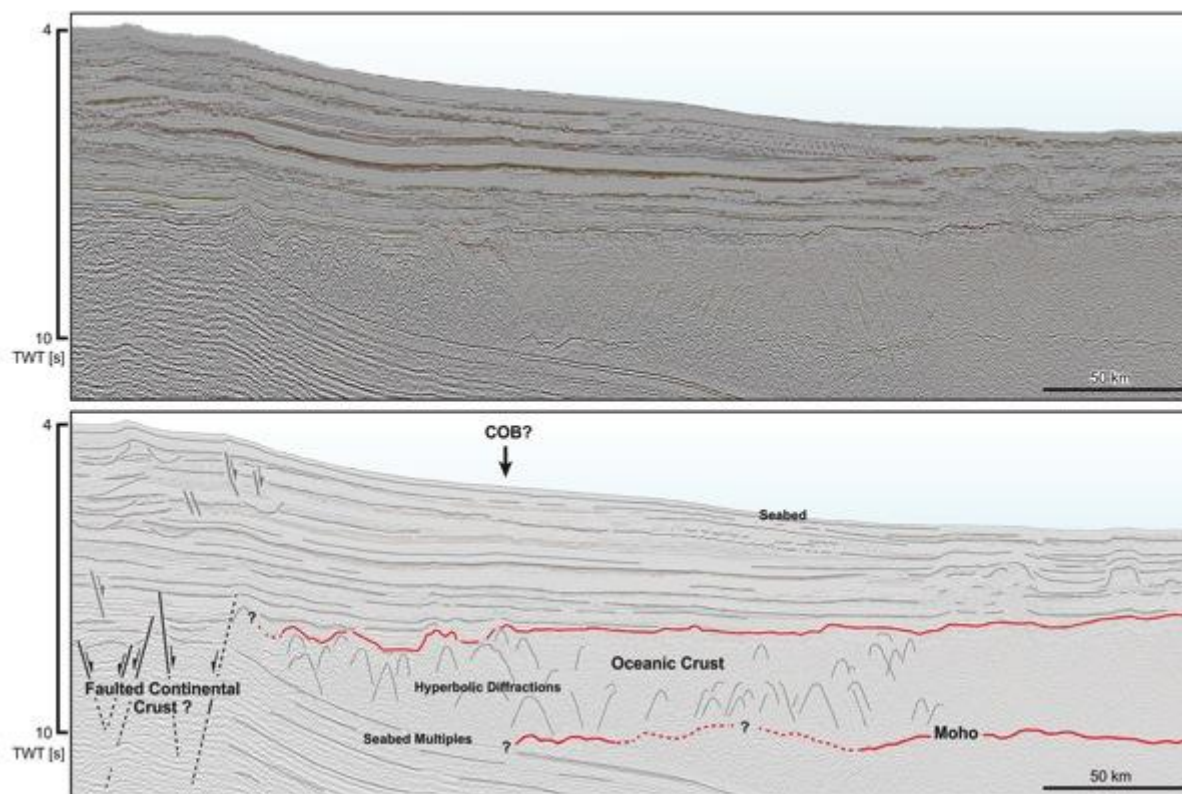 4
10
TWT [s]
50 km
4
COB?
Seabed
?
Oceanic Crust
Faulted Continental
Crust ?
Hyperbolic Diffractions
?
10
TWT [s]
Seabed Multiples
?
Moho
50 km